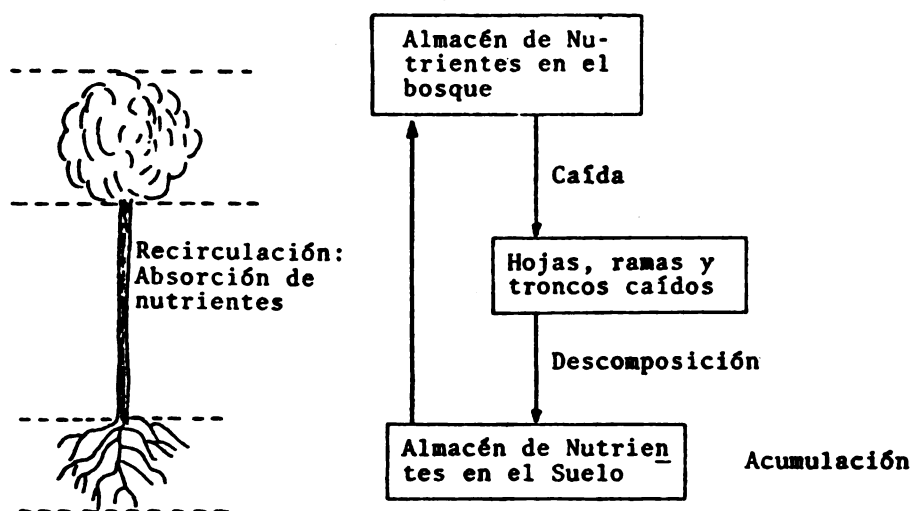 Almacén de Nu-
trientes en el
bosque
Caída
Recirculación:
Absorción de
nutrientes
Hojas, ramas y
troncos caídos
Descomposición
Almacén de Nutrien
tes en el Suelo
Acumulación